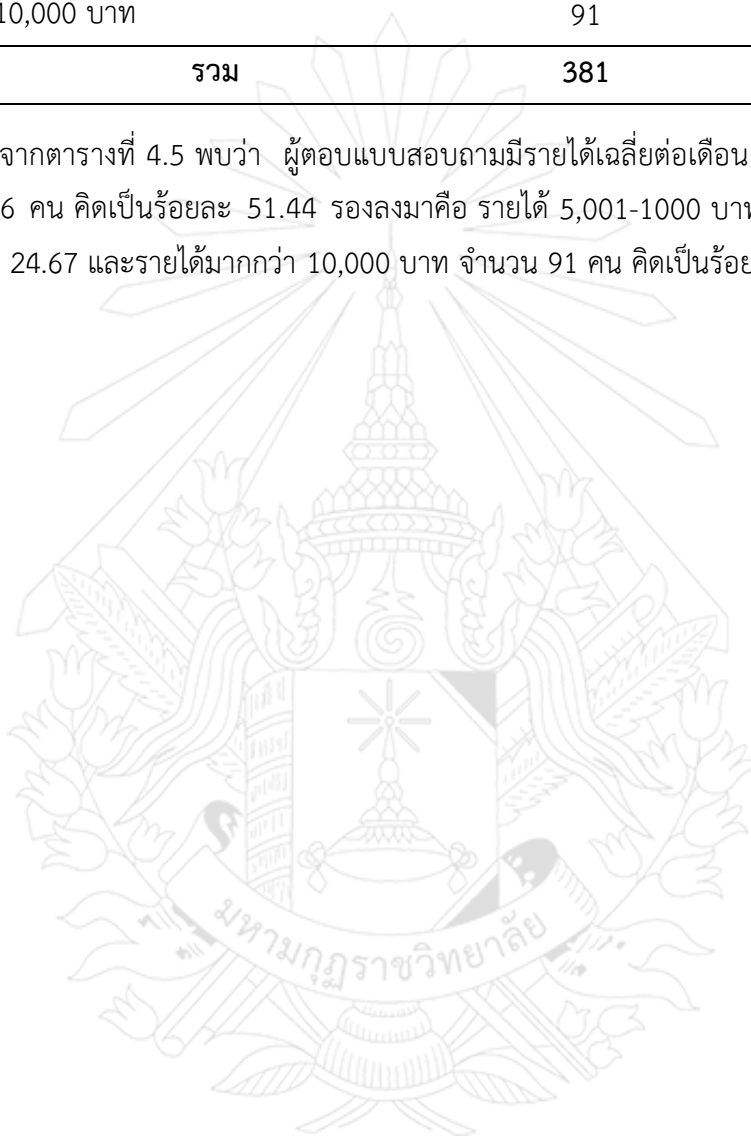 10,000 บาท 91
รวม 381
จากตารางที่ 4.5 พบว่า ผู้ตอบแบบสอบถามมีรายได้เฉลี่ยต่อเดือน
6 คน คิดเป็นร้อยละ 51.44 รองลงมาคือ รายได้ 5,001-1000 บาท
24.67 และรายได้มากกว่า 10,000 บาท จำนวน 91 คน คิดเป็นร้อย
มหามกุฏราชวิทยาลัย